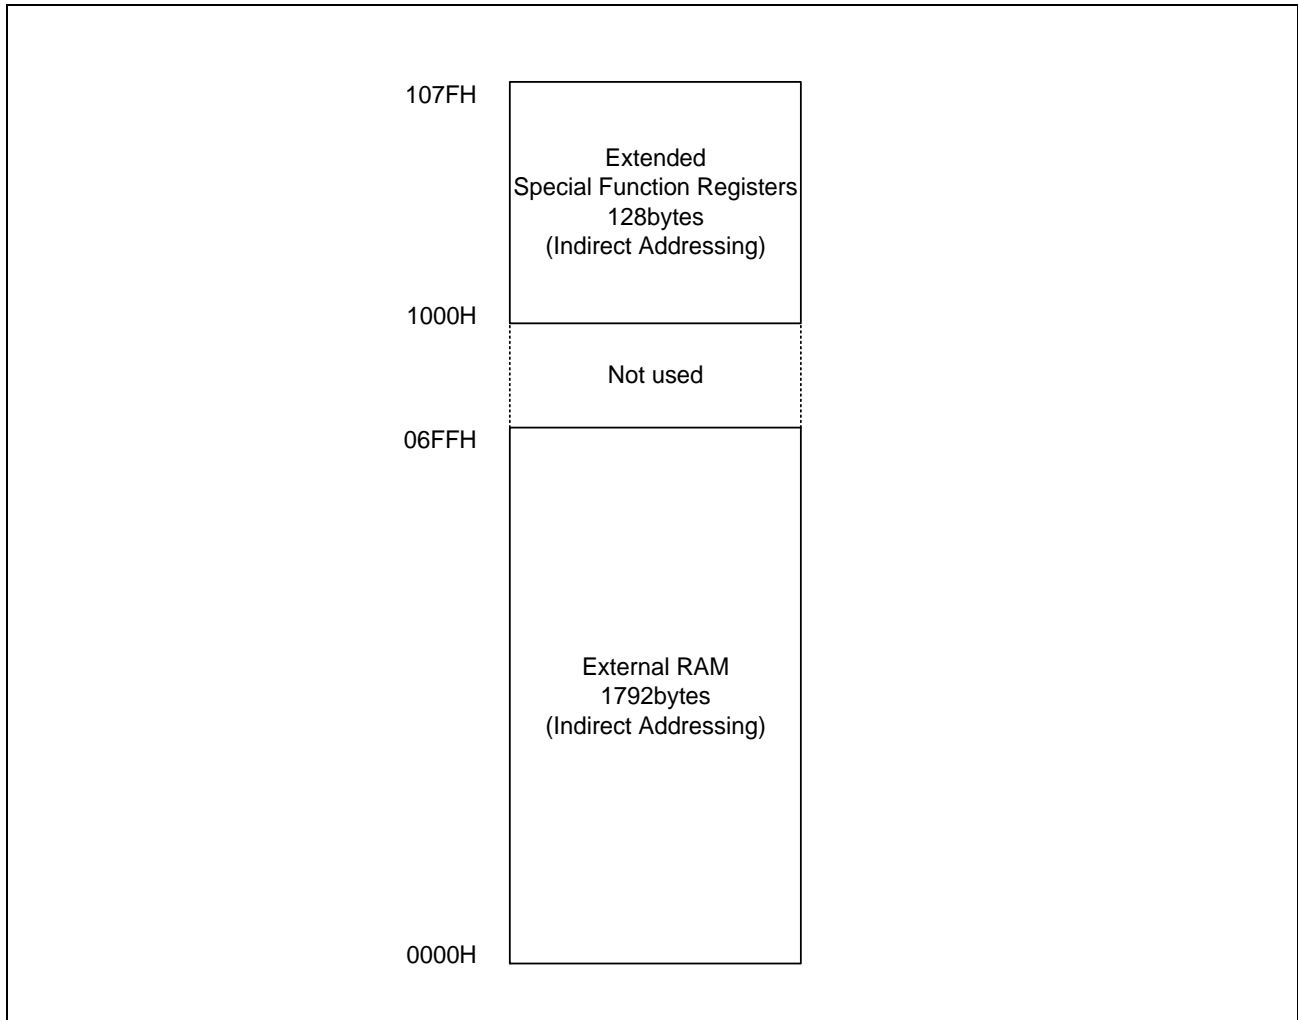 107FH
Extended
Special Function Registers
128bytes
(Indirect Addressing)
1000H
Not used
06FFH
External RAM
1792bytes
(Indirect Addressing)
0000H